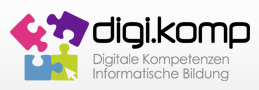 digi.komp
Digitale Kompetenzen
Informatische Bildung